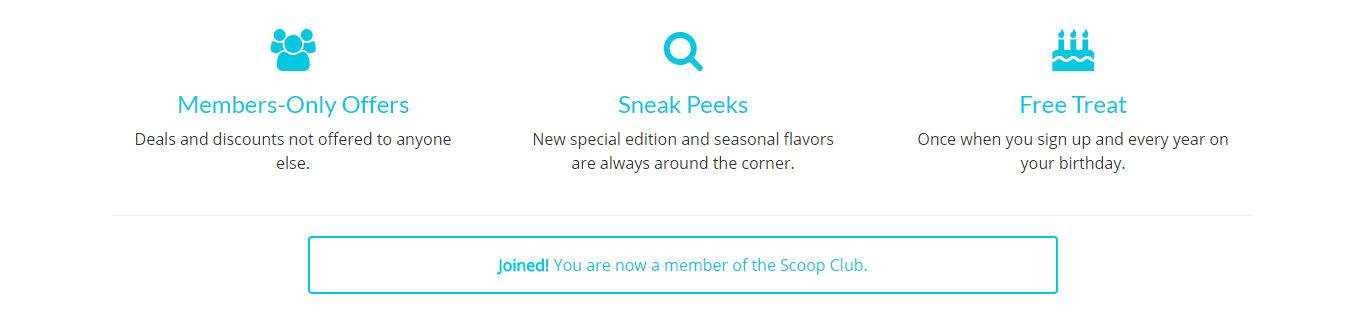 Members-Only Offers
Deals and discounts not offered to anyone
else.
Sneak Peeks
New special edition and seasonal flavors
are always around the corner.
Free Treat
Once when you sign up and every year on
your birthday.
Joined! You are now a member of the Scoop Club.